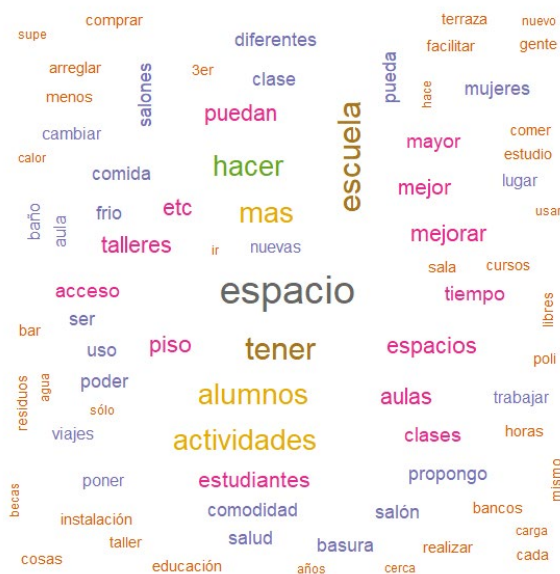 supe
comprar
diferentes
terraza
nuevo
facilitar
gente
arreglar
3er
clase
pueda
hace
mujeres
menos
salones
puedan
escuela
cambiar
mayor
comer
calor
comida
hacer
estudio
mejor
lugar
baño
aula
frio
etc
mas
usar
talleres
ir
nuevas
mejorar
sala
cursos
acceso
espacio
tiempo
libres
ser
bar
uso
piso
tener
espacios
poli
residuos
agua
poder
sólo
alumnos
aulas
trabajar
viajes
actividades
clases
horas
becas
poner
estudiantes
propongo
mismo
instalación
comodidad
salón
bancos
taller
salud
basura
realizar
carga
cosas
educación
años
cerca
cada